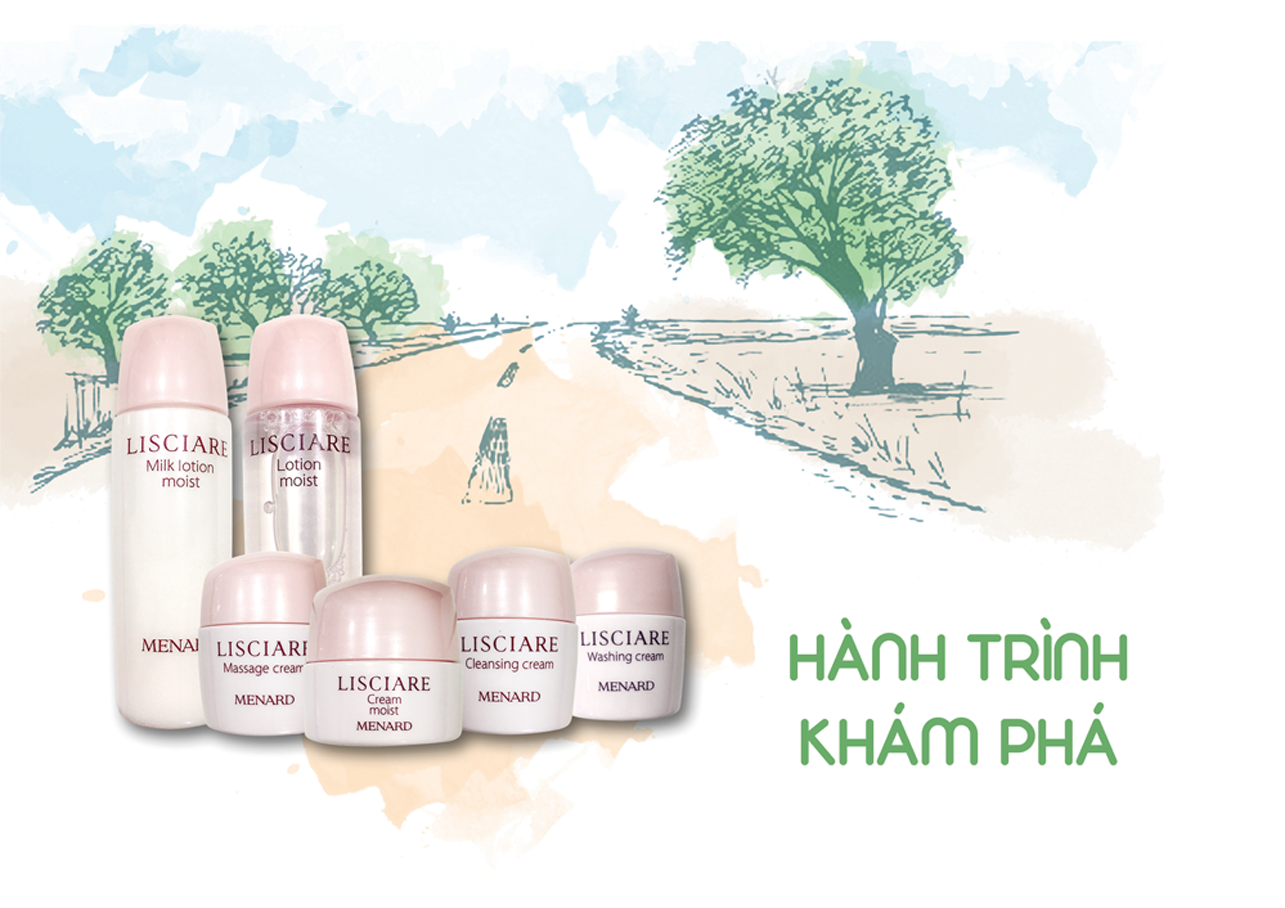 LISCIARE
Milk lotion
moist
LISCIARE
Lotion
moist
MENAR
LISCIARE
Massage cream
MENARD
LISCIARE
Cream
moist
MENARD
LISCIARE
Cleansing cream
MENARD
LISCIARE
Washing cream
MENARD
HÀNH TRÌNH
KHÁM PHÁ